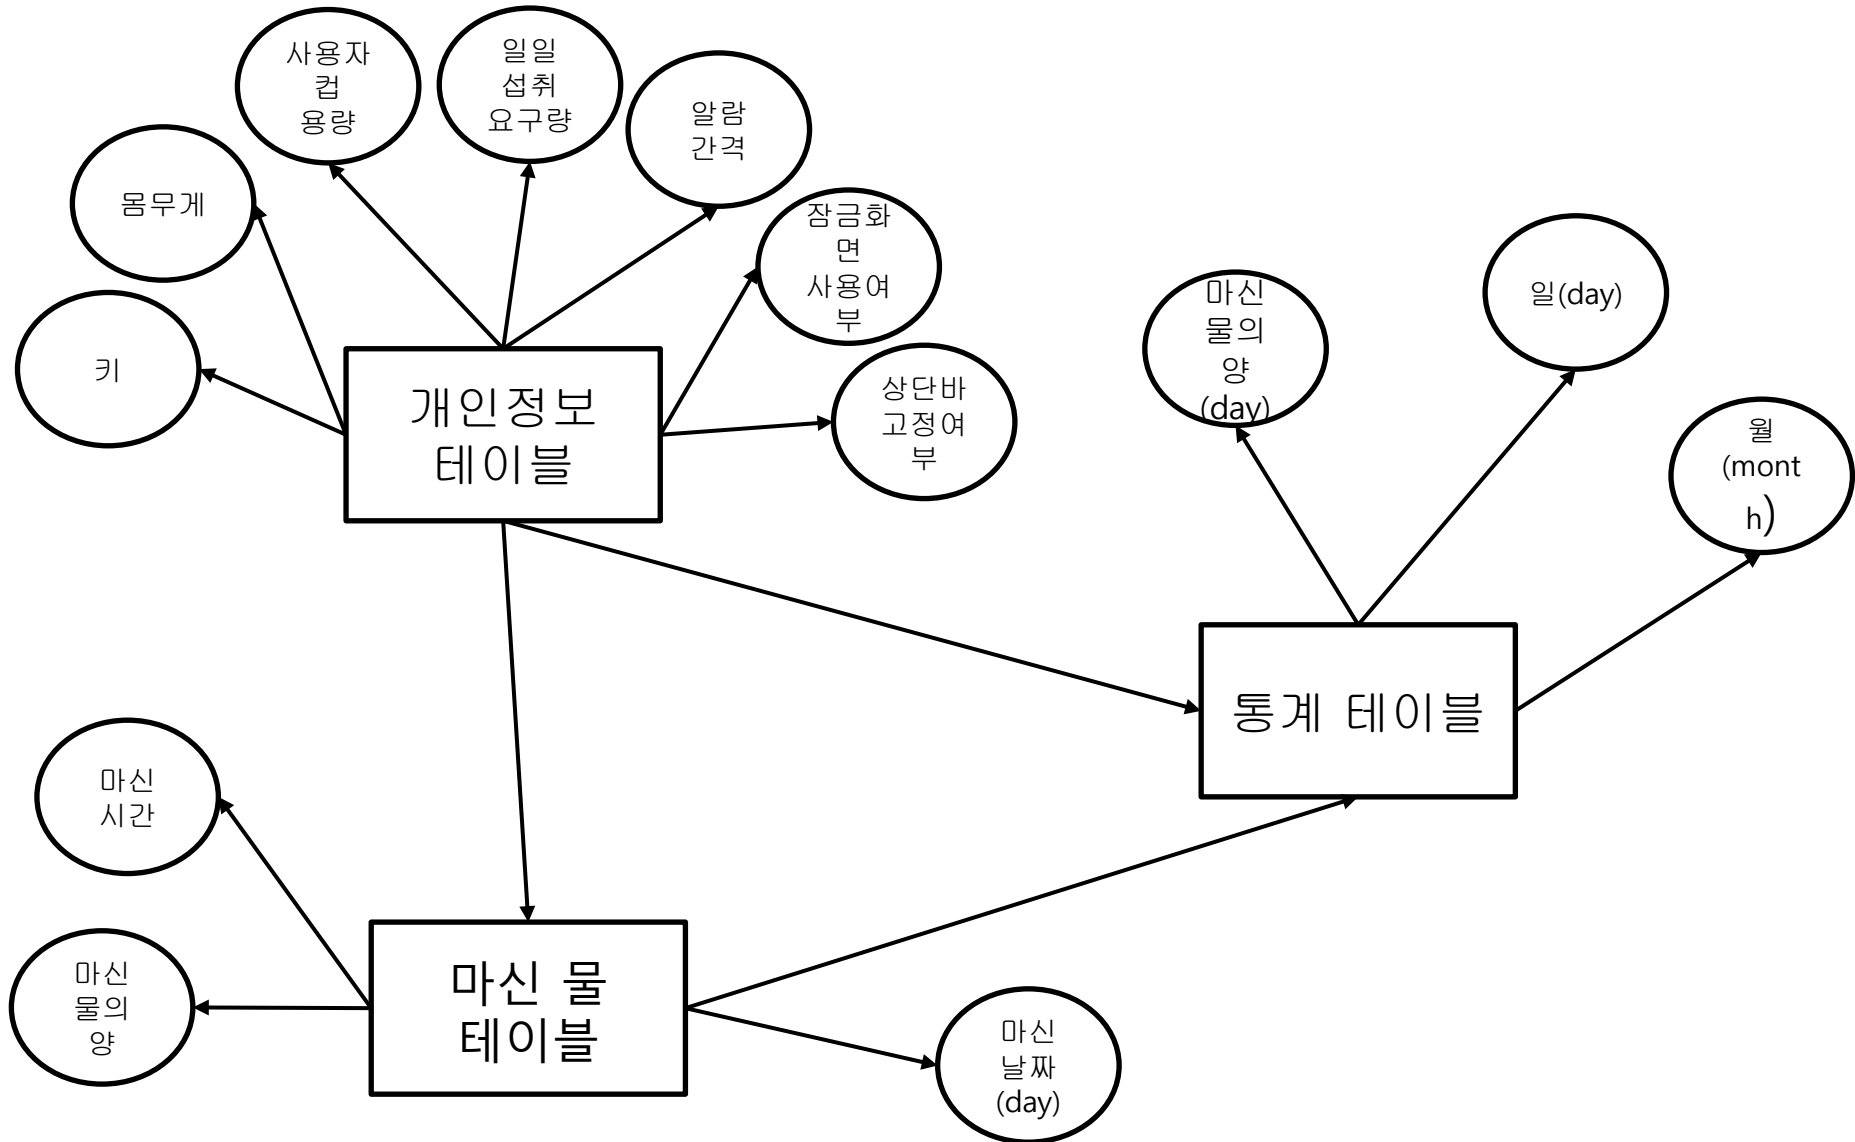 사용자
컵
용량
일일
섭취
요구량
알람
간격
몸무게
잠금화
면
사용여
부
키
상단바
고정여
부
개인정보
테이블
마신
물의
양
(day)
일(day)
월
(mont
h)
통계 테이블
마신
시간
마신
물의
양
마신 물
테이블
마신
날짜
(day)